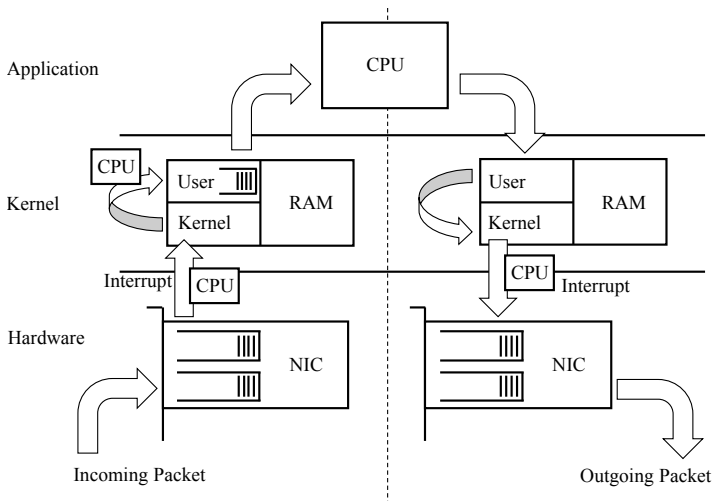 Application
CPU
CPU
User
Kernel
RAM
Kernel
User
Kernel
RAM
Interrupt
CPU
CPU
Interrupt
Hardware
NIC
NIC
Incoming Packet
Outgoing Packet